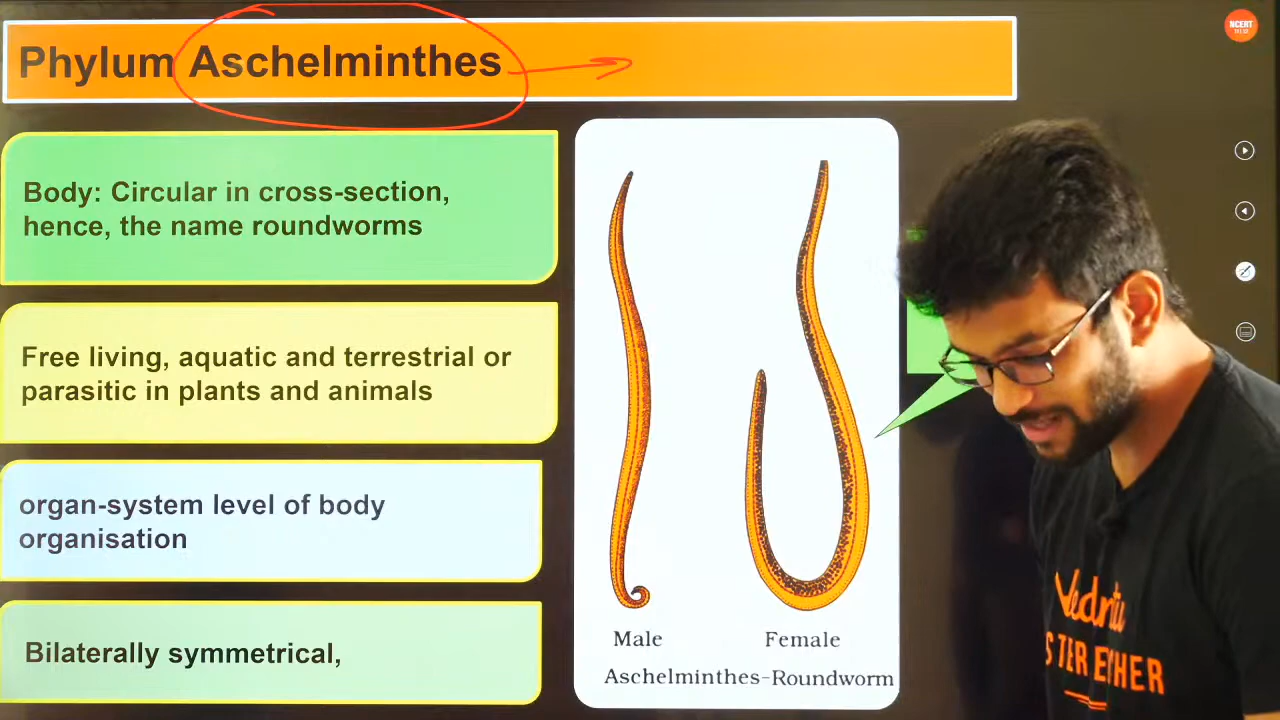 Phylum Aschelminthes
NCERT
Body: Circular in cross-section,
hence, the name roundworms
Free living, aquatic and terrestrial or
parasitic in plants and animals
organ-system level of body
organisation
Bilaterally symmetrical,
Male
Female
Aschelminthes-Roundworm
Vedntu